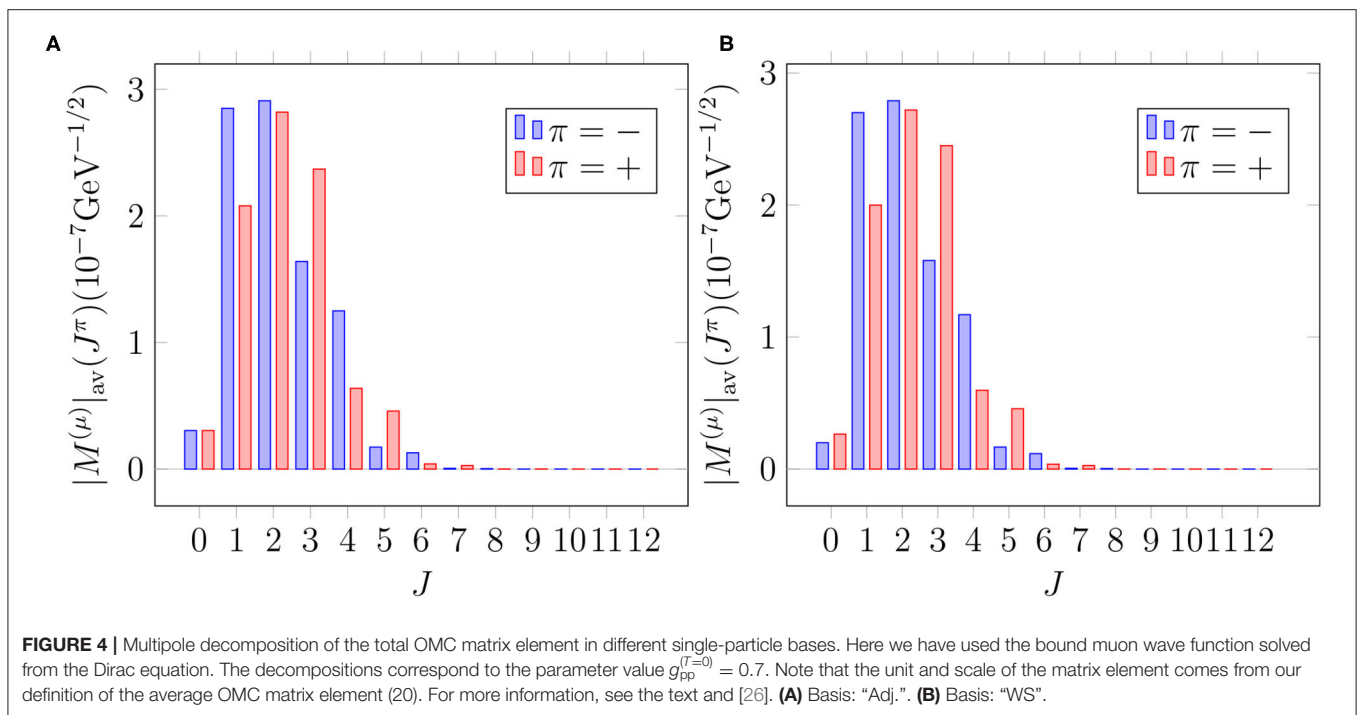 A
3
2
1
0
|M^(μ)|_av(J^π)(10^−7 GeV^−1/2)
π = −
π = +
0 1 2 3 4 5 6 7 8 9 10 11 12
J
B
3
2
1
0
|M^(μ)|_av(J^π)(10^−7 GeV^−1/2)
π = −
π = +
0 1 2 3 4 5 6 7 8 9 10 11 12
J
FIGURE 4 | Multipole decomposition of the total OMC matrix element in different single-particle bases. Here we have used the bound muon wave function solved
from the Dirac equation. The decompositions correspond to the parameter value g_pp^(T=0) = 0.7. Note that the unit and scale of the matrix element comes from our
definition of the average OMC matrix element (20). For more information, see the text and [26]. (A) Basis: “Adj.”. (B) Basis: “WS”.